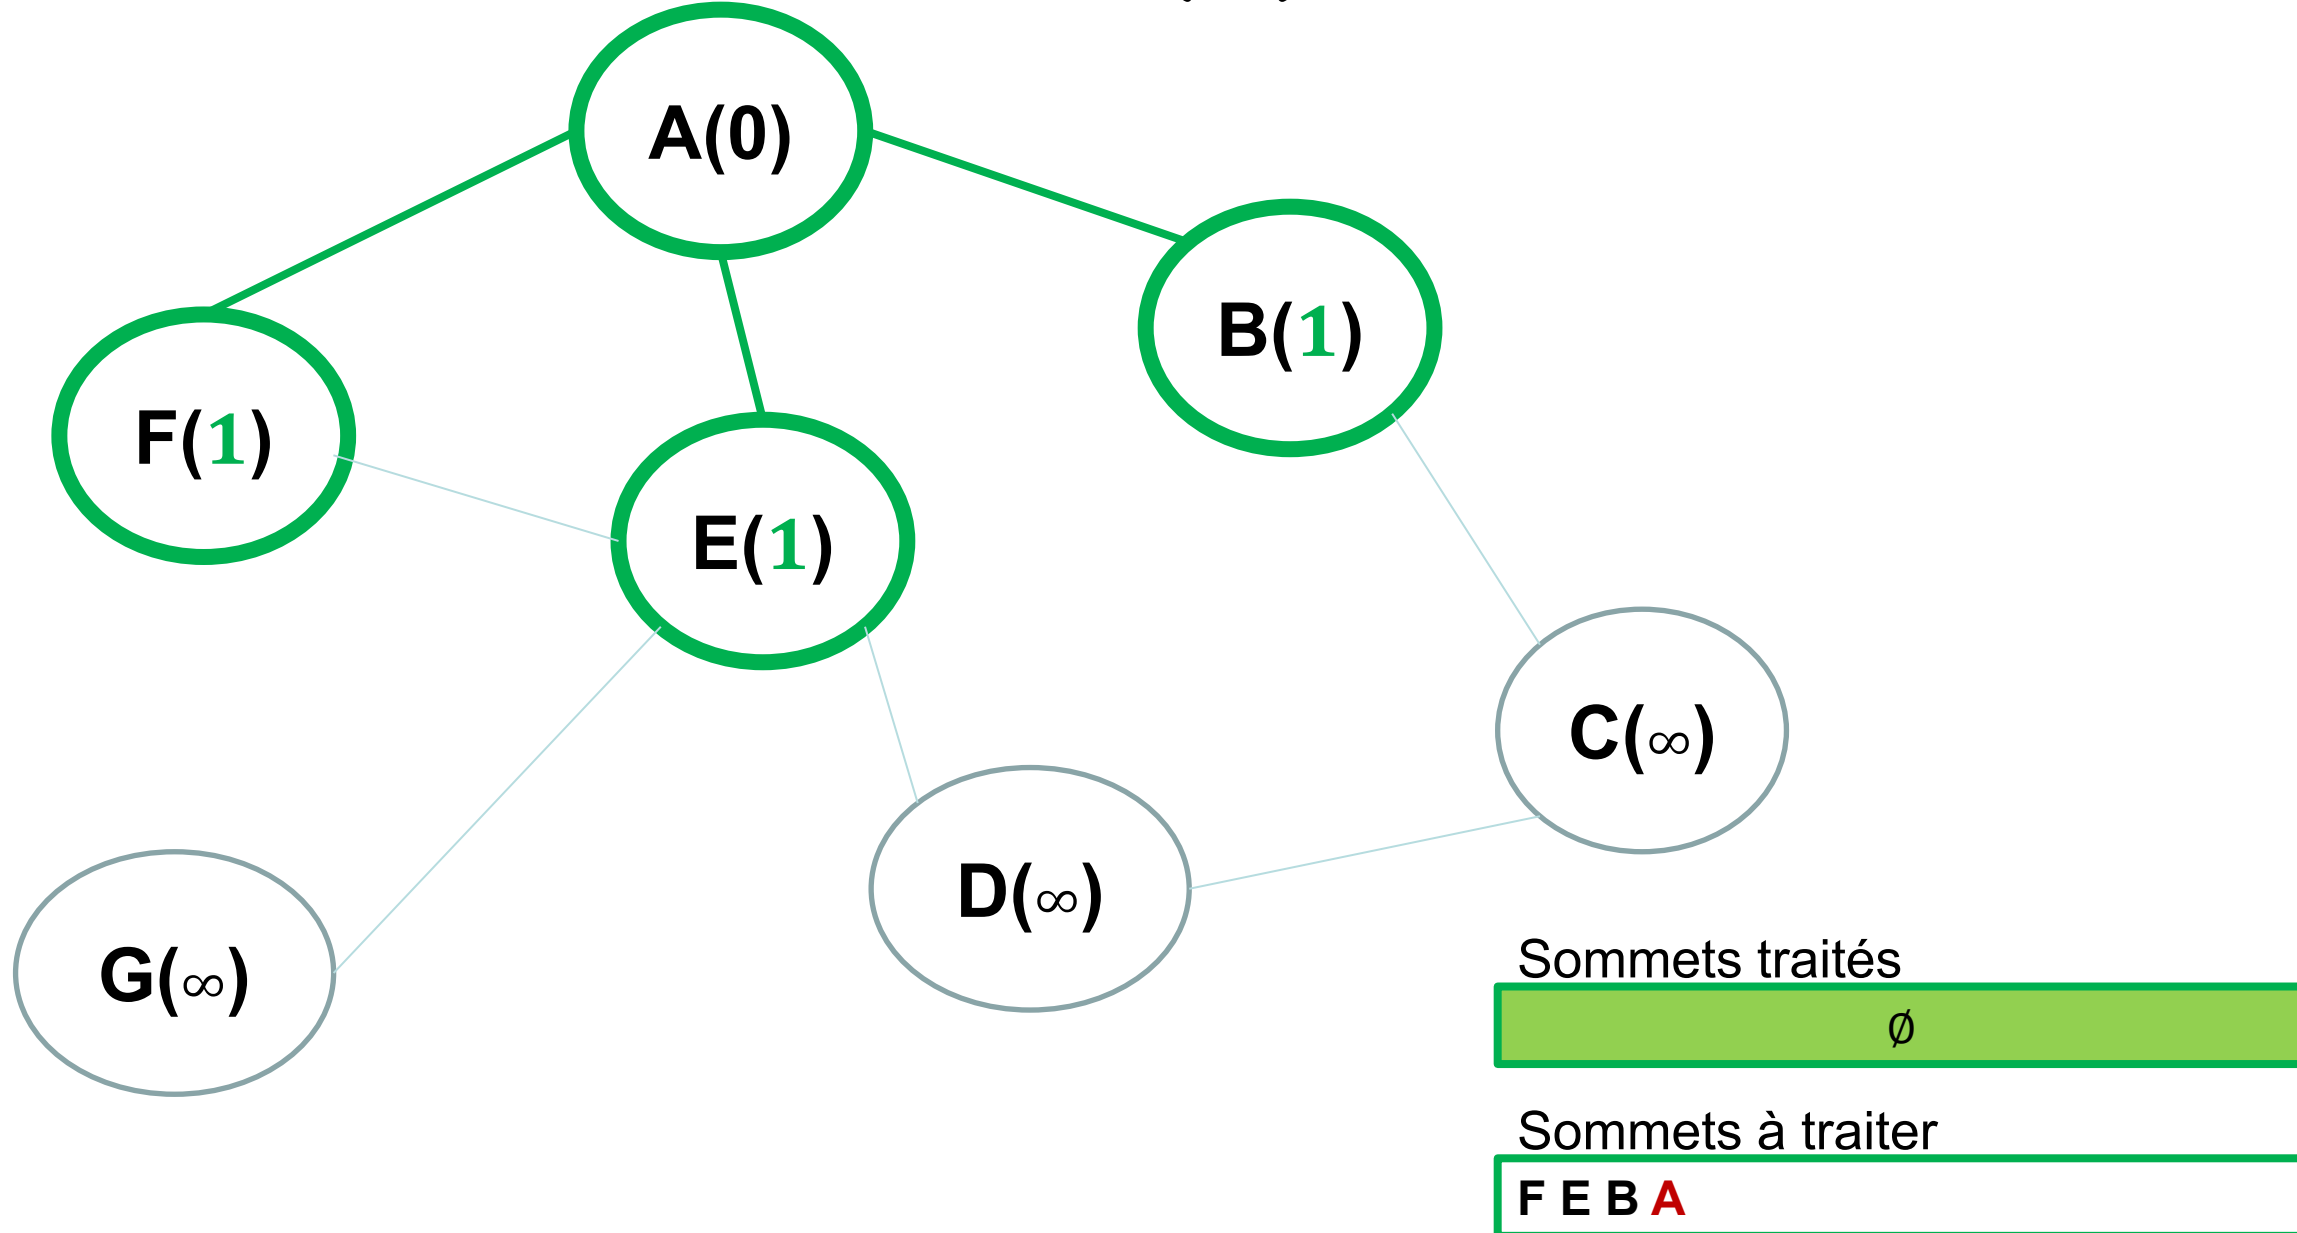 A(0)
B(1)
F(1)
E(1)
C(∞)
D(∞)
G(∞)
Sommets traités
∅
Sommets à traiter
F E B A